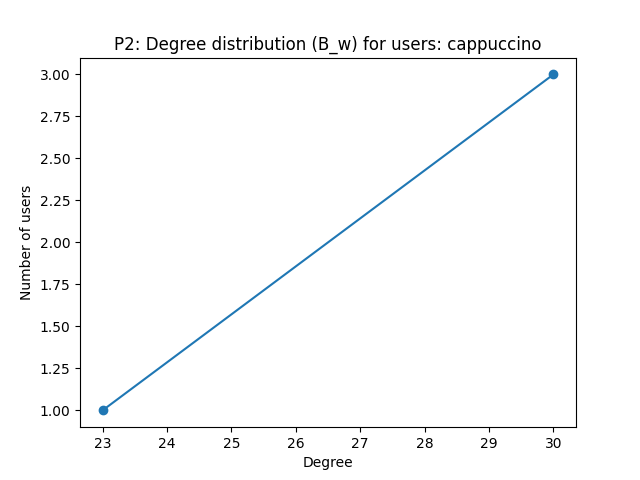 P2: Degree distribution (B_w) for users: cappuccino
3.00
2.75
2.50
2.25
2.00
1.75
1.50
1.25
1.00
Number of users
23 24 25 26 27 28 29 30
Degree